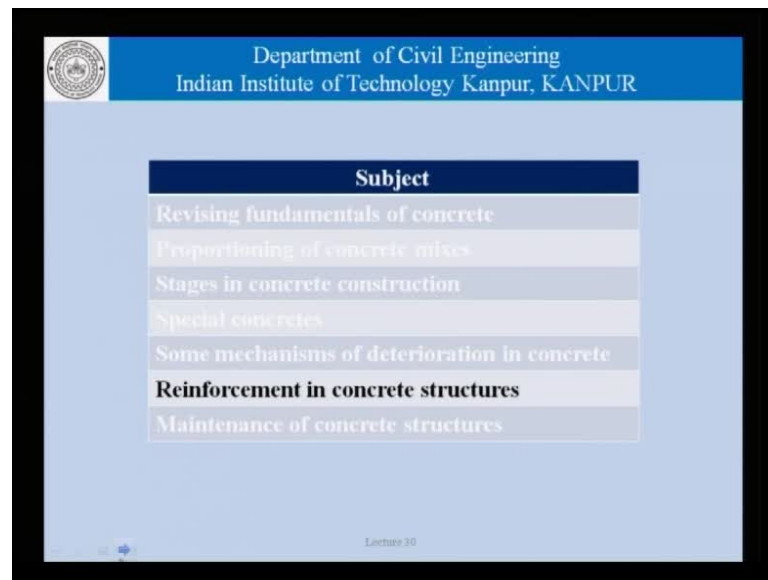 Department of Civil Engineering
Indian Institute of Technology Kanpur, KANPUR
Subject
Revising fundamentals of concrete
Proportioning of concrete mixes
Stages in concrete construction
Special concretes
Some mechanisms of deterioration in concrete
Reinforcement in concrete structures
Maintenance of concrete structures
Lecture 30